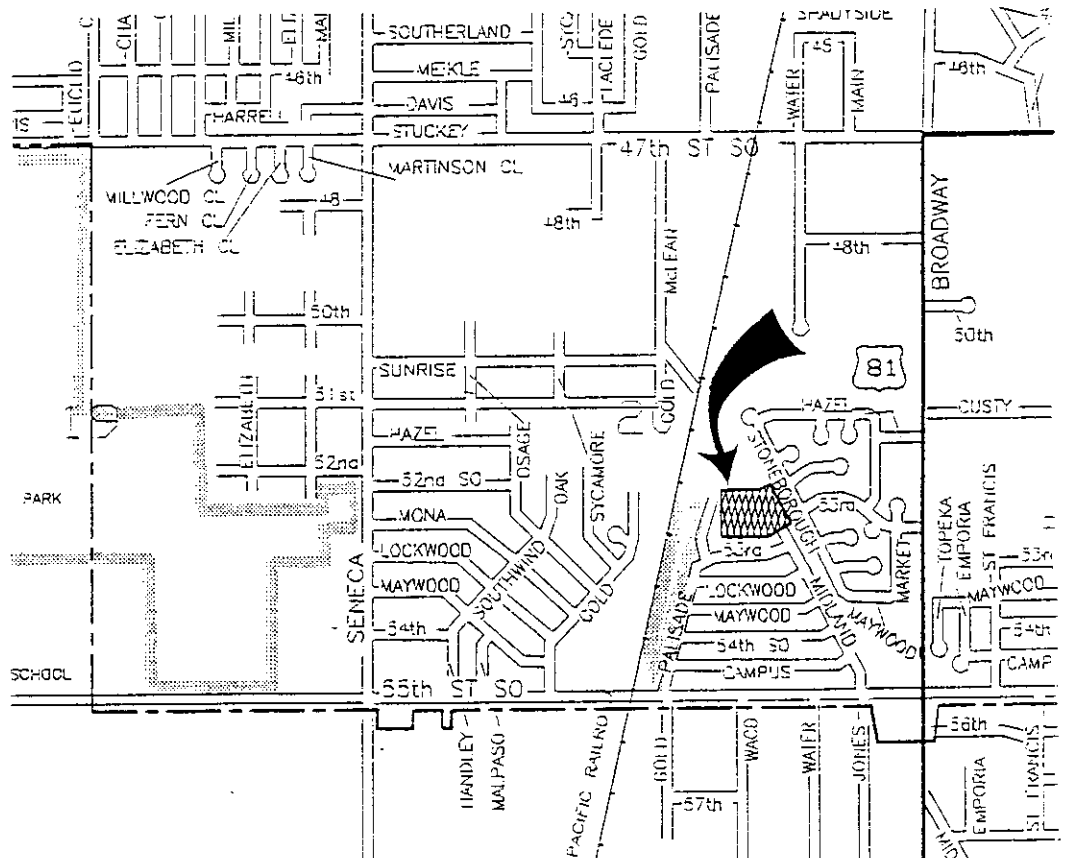 SOUTHERLAND
MEIKLE
DAVIS
STUCKEY
HARRELL
46th
EUCLID
LACLEDE
GOLD
PALISADE
SHADYSIDE
WATER
MAIN
46th
47th ST SO
MILLWOOD CL
FERN CL
ELIZABETH CL
MARTINSON CL
48
48th
McLEAN
48th
BROADWAY
50th
50th
81
SUNRISE
51st
GOLD
HAZEL
CUSTY
ELIZABETH
HAZEL
OSAGE
OAK
SYCAMORE
STONEBOROUGH
52nd
52nd SO
PARK
MONA
53rd
53rd
LOCKWOOD
SOUTHWIND
MAYWOOD
GOLD
SENECA
54th
PALISADE
LOCKWOOD
MAYWOOD
54th SO
CAMPUS
MIDLAND
MAYWOOD
MARKET
TOPEKA
EMPORIA
ST FRANCIS
53rd
MAYWOOD
54th
CAMP
SCHOOL
55th ST SO
HANDLEY
MALPASO
PACIFIC RAILRD
GOLD
WACO
WATER
JONES
56th
57th
EMPORIA
ST FRANCIS
MID